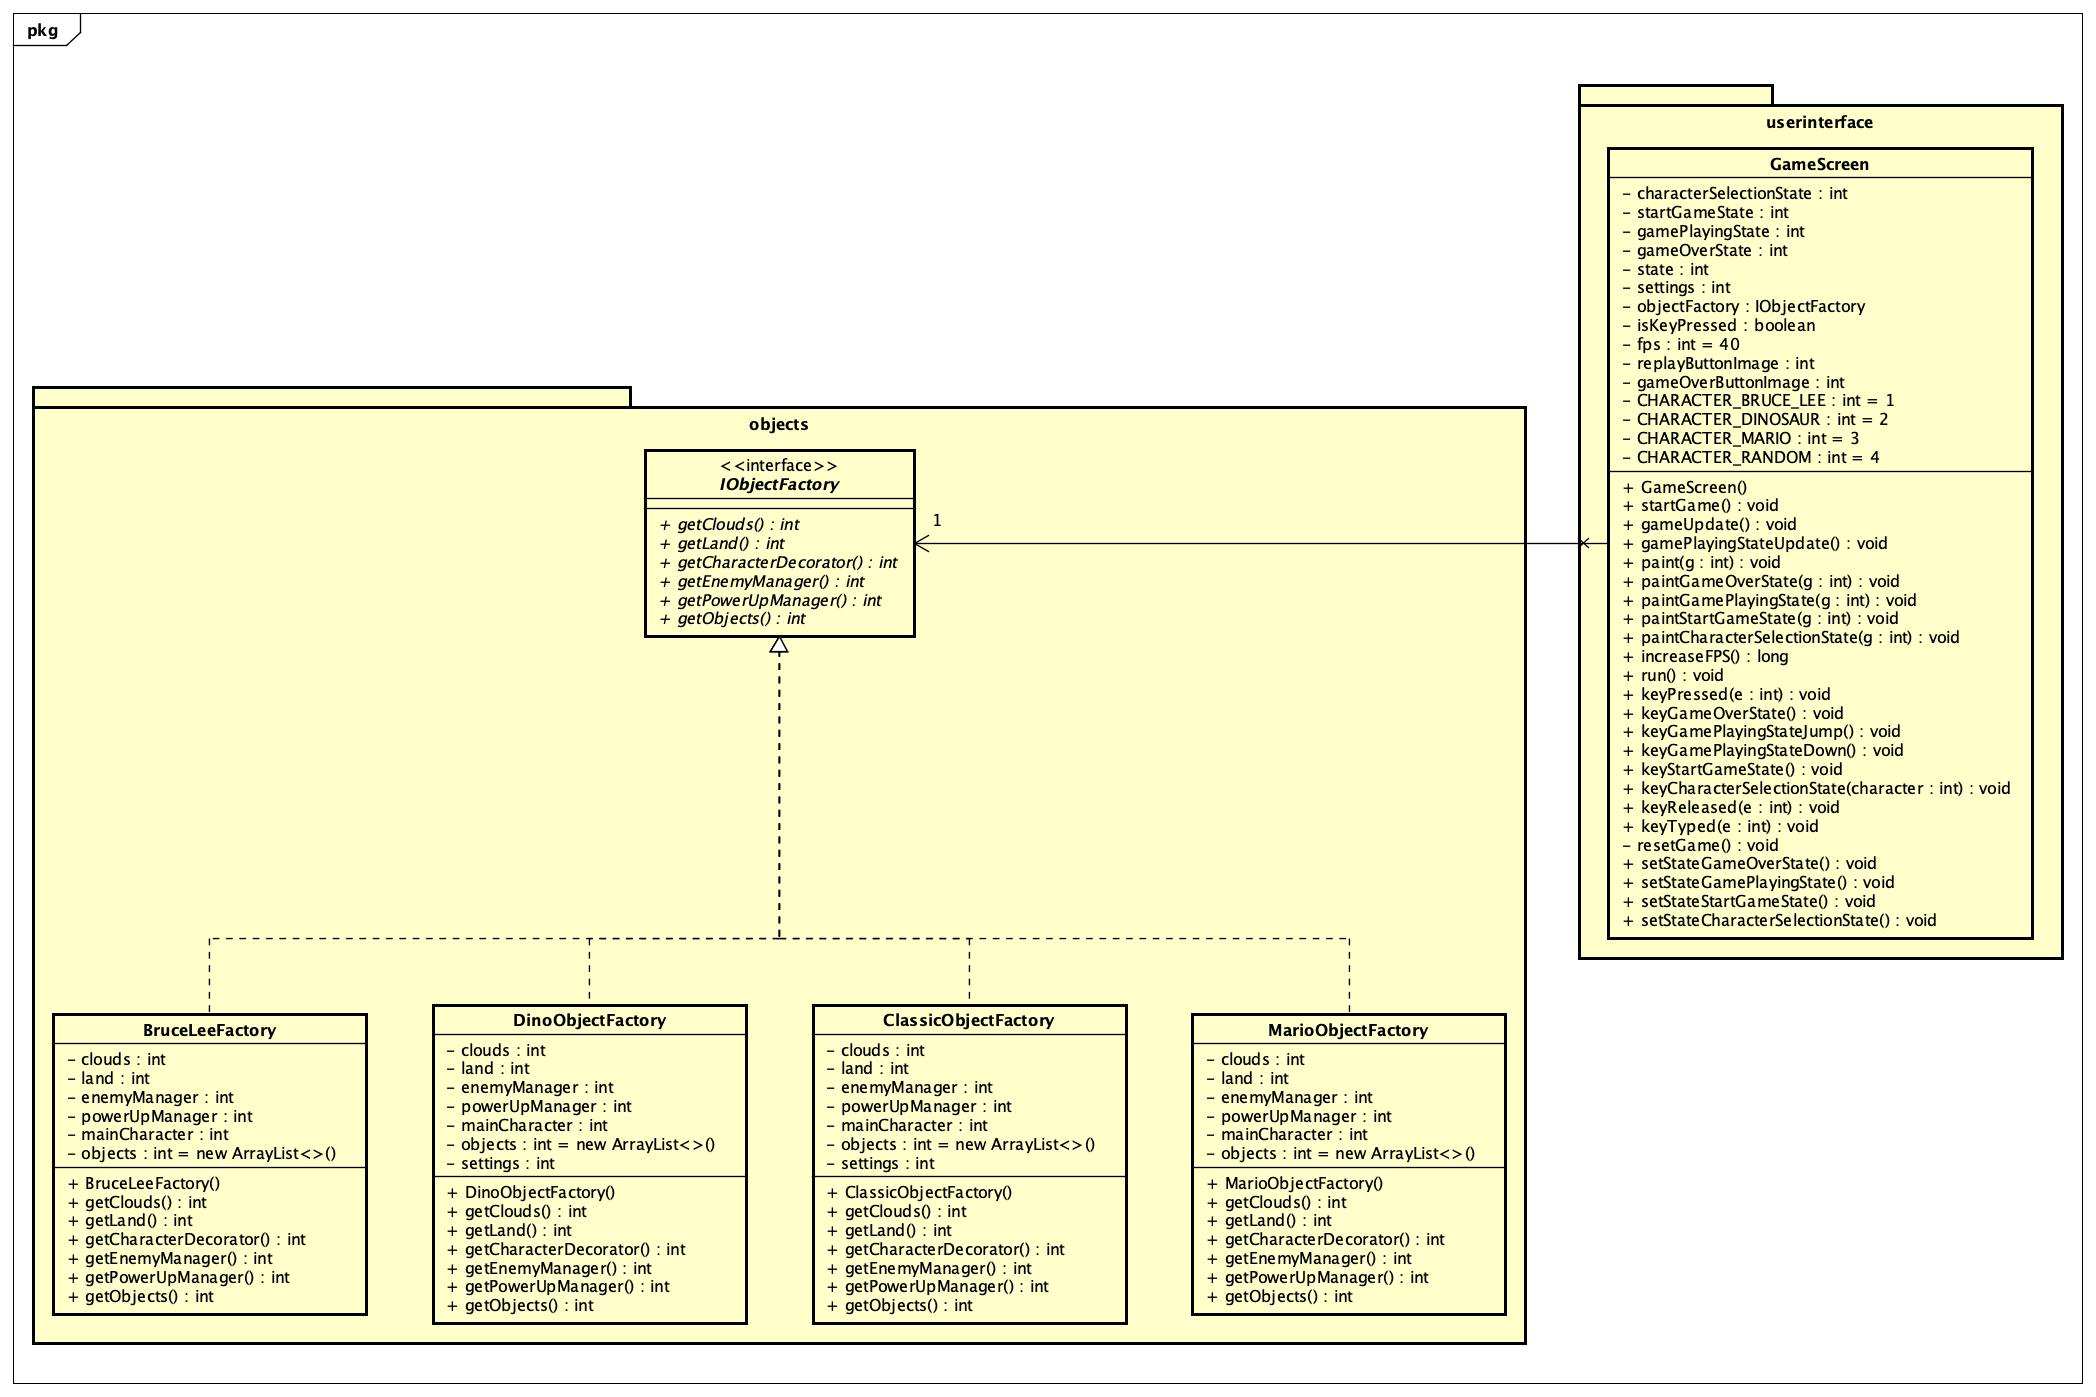 pkg
userinterface
GameScreen
- characterSelectionState : int
- startGameState : int
- gamePlayingState : int
- gameOverState : int
- state : int
- settings : int
- objectFactory : IObjectFactory
- isKeyPressed : boolean
- fps : int = 40
- replayButtonImage : int
- gameOverButtonImage : int
- CHARACTER_BRUCE_LEE : int = 1
- CHARACTER_DINOSAUR : int = 2
- CHARACTER_MARIO : int = 3
- CHARACTER_RANDOM : int = 4
+ GameScreen()
+ startGame() : void
+ gameUpdate() : void
+ gamePlayingStateUpdate() : void
+ paint(g : int) : void
+ paintGameOverState(g : int) : void
+ paintGamePlayingState(g : int) : void
+ paintStartGameState(g : int) : void
+ paintCharacterSelectionState(g : int) : void
+ increaseFPS() : long
+ run() : void
+ keyPressed(e : int) : void
+ keyGameOverState() : void
+ keyGamePlayingStateJump() : void
+ keyGamePlayingStateDown() : void
+ keyStartGameState() : void
+ keyCharacterSelectionState(character : int) : void
+ keyReleased(e : int) : void
+ keyTyped(e : int) : void
- resetGame() : void
+ setStateGameOverState() : void
+ setStateGamePlayingState() : void
+ setStateStartGameState() : void
+ setStateCharacterSelectionState() : void
objects
<<interface>>
IObjectFactory
+ getClouds() : int
+ getLand() : int
+ getCharacterDecorator() : int
+ getEnemyManager() : int
+ getPowerUpManager() : int
+ getObjects() : int
1
BruceLeeFactory
- clouds : int
- land : int
- enemyManager : int
- powerUpManager : int
- mainCharacter : int
- objects : int = new ArrayList<>()
+ BruceLeeFactory()
+ getClouds() : int
+ getLand() : int
+ getCharacterDecorator() : int
+ getEnemyManager() : int
+ getPowerUpManager() : int
+ getObjects() : int
DinoObjectFactory
- clouds : int
- land : int
- enemyManager : int
- powerUpManager : int
- mainCharacter : int
- objects : int = new ArrayList<>()
- settings : int
+ DinoObjectFactory()
+ getClouds() : int
+ getLand() : int
+ getCharacterDecorator() : int
+ getEnemyManager() : int
+ getPowerUpManager() : int
+ getObjects() : int
ClassicObjectFactory
- clouds : int
- land : int
- enemyManager : int
- powerUpManager : int
- mainCharacter : int
- objects : int = new ArrayList<>()
- settings : int
+ ClassicObjectFactory()
+ getClouds() : int
+ getLand() : int
+ getCharacterDecorator() : int
+ getEnemyManager() : int
+ getPowerUpManager() : int
+ getObjects() : int
MarioObjectFactory
- clouds : int
- land : int
- enemyManager : int
- powerUpManager : int
- mainCharacter : int
- objects : int = new ArrayList<>()
+ MarioObjectFactory()
+ getClouds() : int
+ getLand() : int
+ getCharacterDecorator() : int
+ getEnemyManager() : int
+ getPowerUpManager() : int
+ getObjects() : int